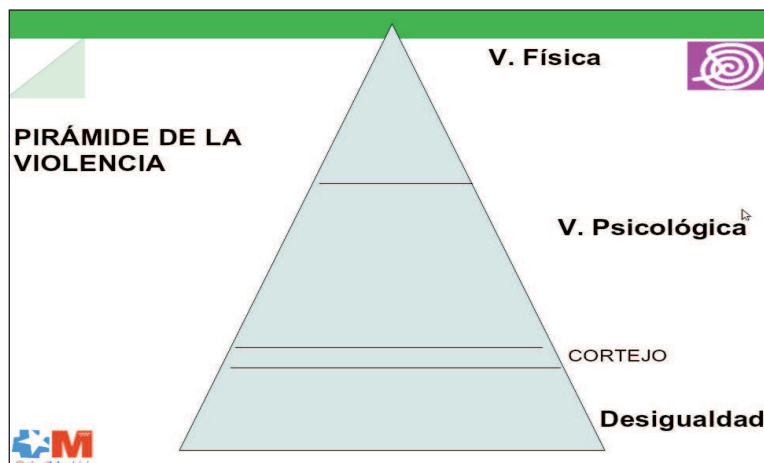 V. Física
PIRÁMIDE DE LA
VIOLENCIA
V. Psicológica
CORTEJO
Desigualdad
M